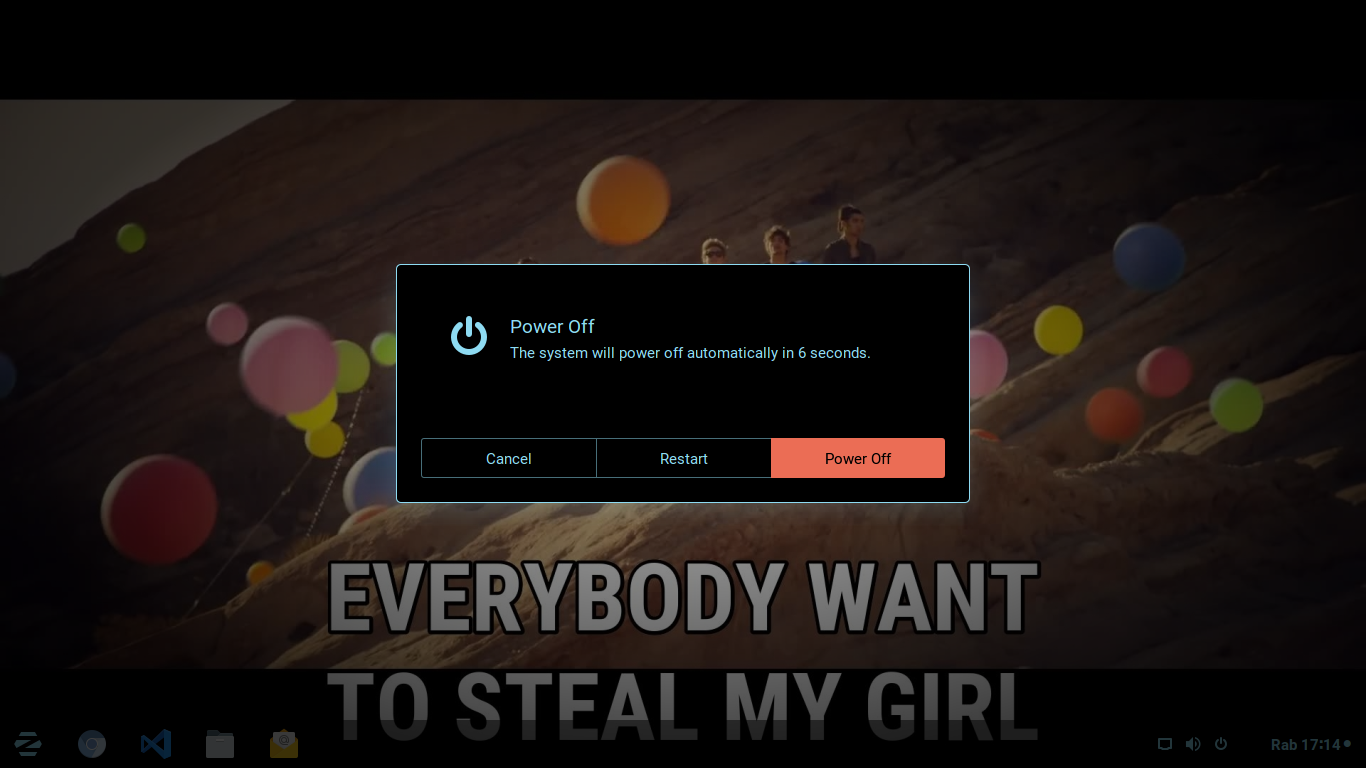 Power Off
The system will power off automatically in 6 seconds.
Cancel Restart Power Off
EVERYBODY WANT
TO STEAL MY GIRL
Rab 17:14